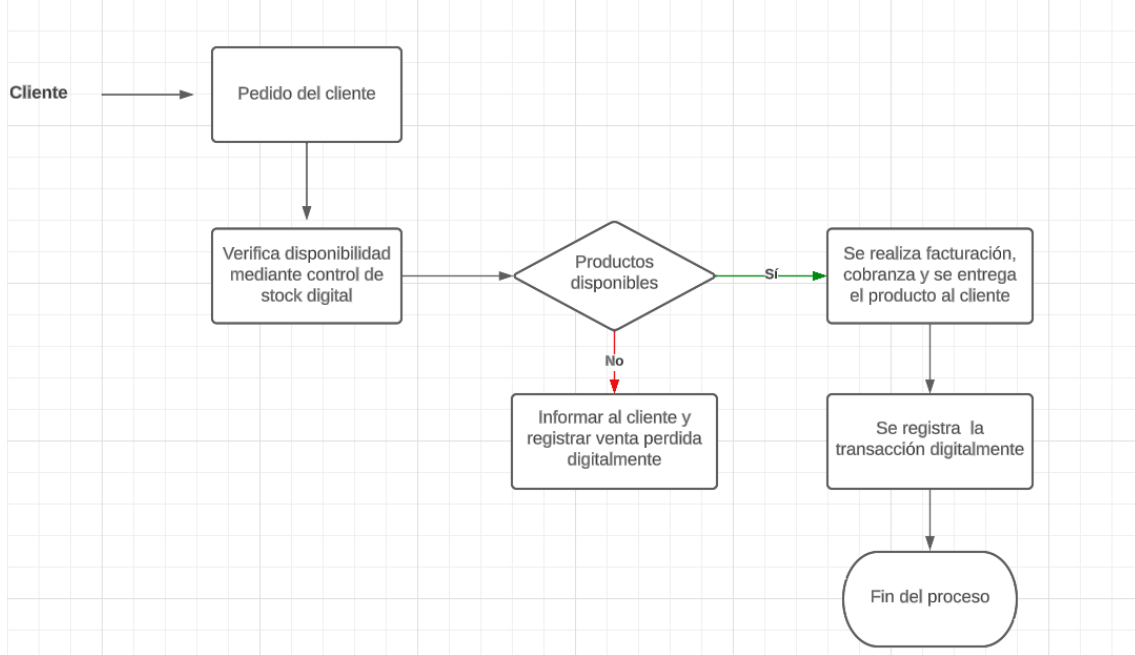 Cliente
Pedido del cliente
Verifica disponibilidad
mediante control de
stock digital
Productos
disponibles
Sí
Se realiza facturación,
cobranza y se entrega
el producto al cliente
No
Informar al cliente y
registrar venta perdida
digitalmente
Se registra la
transacción digitalmente
Fin del proceso